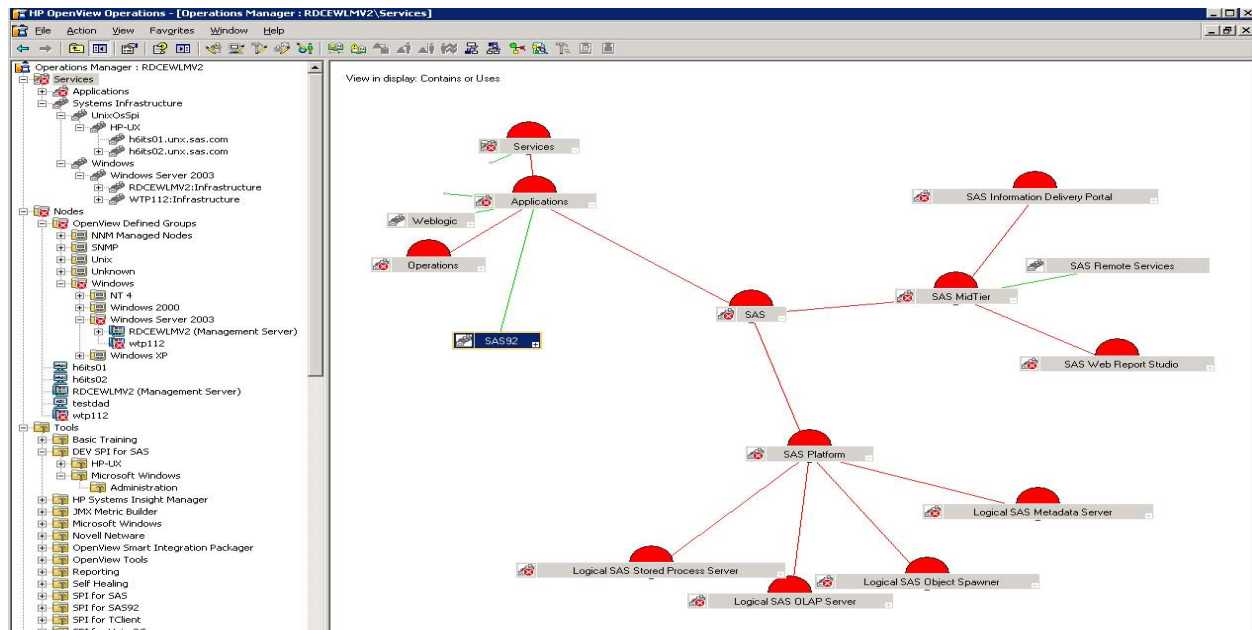 HP OpenView Operations - [Operations Manager : RDCEWLMV2\Services]
File Action View Favorites Window Help
Operations Manager : RDCEWLMV2
Services
Applications
Systems Infrastructure
UnixOsSpi
HP-UX
h6its01.unx.sas.com
h6its02.unx.sas.com
Windows
Windows Server 2003
RDCEWLMV2:Infrastructure
WTP112:Infrastructure
Nodes
OpenView Defined Groups
NNM Managed Nodes
SNMP
Unix
Unknown
Windows
NT 4
Windows 2000
Windows Server 2003
RDCEWLMV2 (Management Server)
wtp112
Windows XP
h6its01
h6its02
RDCEWLMV2 (Management Server)
testdad
wtp112
Tools
Basic Training
DEV SPI for SAS
HP-UX
Microsoft Windows
Administration
HP Systems Insight Manager
JMX Metric Builder
Microsoft Windows
Novell Netware
OpenView Smart Integration Packager
OpenView Tools
Reporting
Self Healing
SPI for SAS
SPI for SAS92
SPI for TClient
View in display: Contains or Uses
Services
Applications
Weblogic
Operations
SAS92
SAS
SAS Information Delivery Portal
SAS Remote Services
SAS MidTier
SAS Web Report Studio
SAS Platform
Logical SAS Metadata Server
Logical SAS Stored Process Server
Logical SAS Object Spawner
Logical SAS OLAP Server